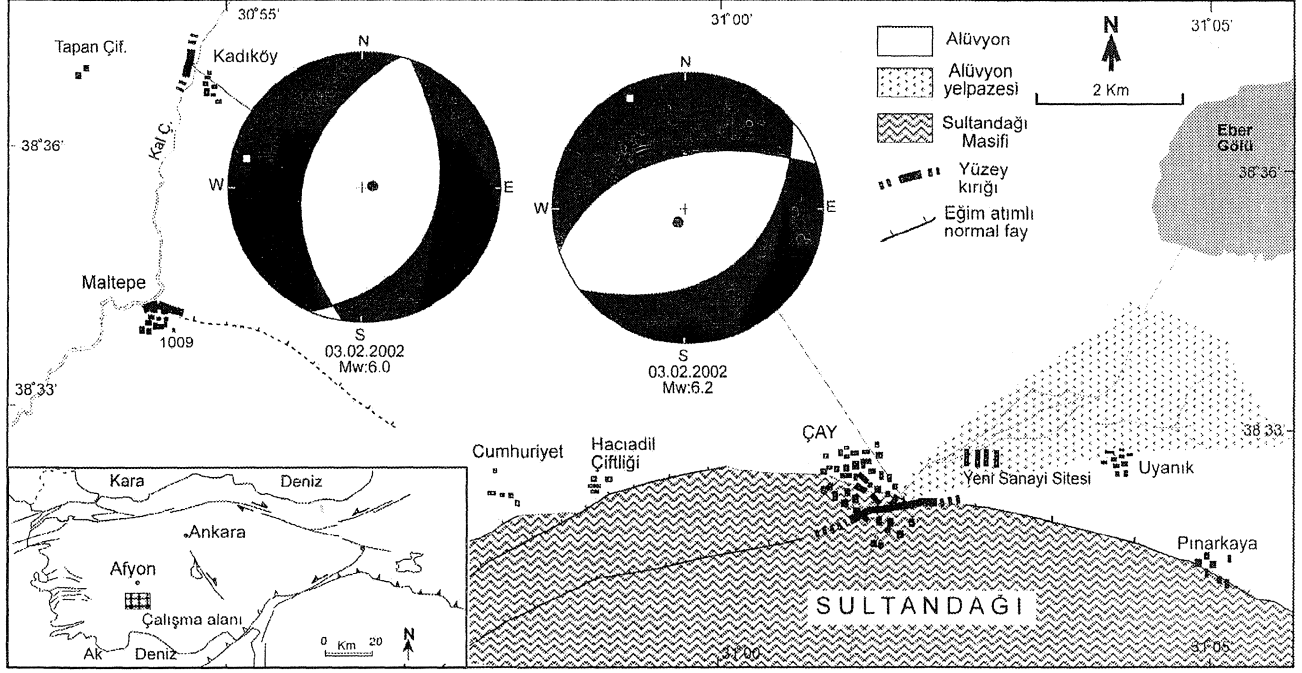 30°55'
31°00'
31°05'
Tapan Çif.
Kadıköy
Kal Ç.
38°36'
N
W
E
S
03.02.2002
Mw:6.0
N
W
E
S
03.02.2002
Mw:6.2
Alüvyon
Alüvyon
yelpazesi
Sultandağı
Masifi
Yüzey
kırığı
Eğim atımlı
normal fay
N
2 Km
Eber
Gölü
38°36'
Maltepe
1009
38°33'
38°33'
Cumhuriyet
Hacıadil
Çiftliği
ÇAY
Yeni Sanayi Sitesi
Uyanık
Pınarkaya
SULTANDAĞI
31°00'
31°05'
Kara Deniz
Ankara
Afyon
Çalışma alanı
Ak Deniz
0 Km 20
N